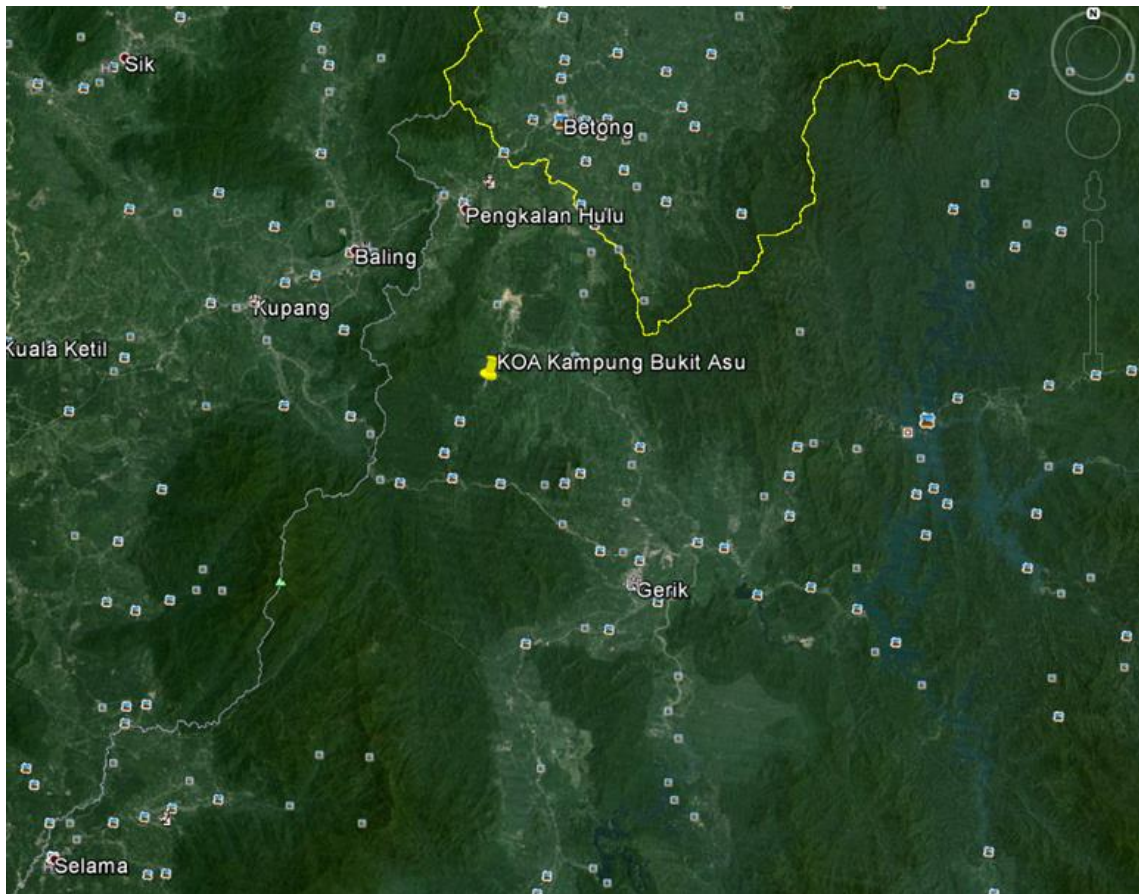 N
Sik
Betong
Pengkalan Hulu
Baling
Kupang
Kuala Ketil
KOA Kampung Bukit Asu
Gerik
Selama